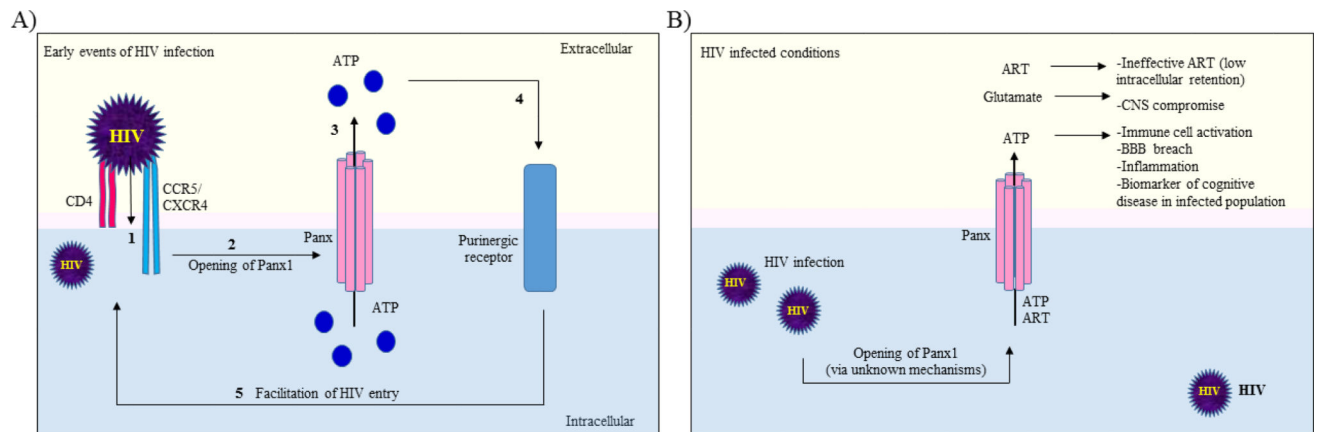 A)
Early events of HIV infection
Extracellular
ATP
4
3
HIV
CD4
CCR5/
CXCR4
1
2
Opening of Panx1
Panx
Purinergic
receptor
HIV
ATP
5 Facilitation of HIV entry
Intracellular
B)
HIV infected conditions
ART
-Ineffective ART (low
intracellular retention)
Glutamate
-CNS compromise
ATP
-Immune cell activation
-BBB breach
-Inflammation
-Biomarker of cognitive
disease in infected population
Panx
HIV infection
HIV
HIV
ATP
ART
Opening of Panx1
(via unknown mechanisms)
HIV HIV